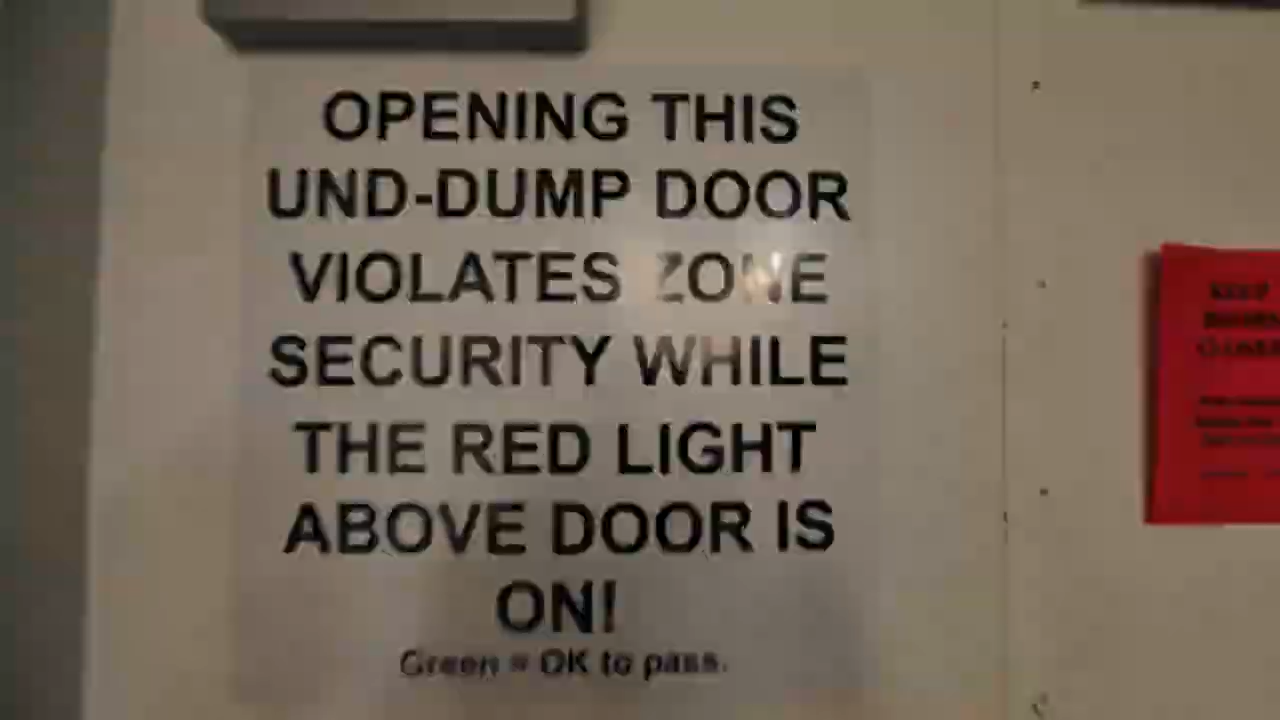 OPENING THIS
UND-DUMP DOOR
VIOLATES ZONE
SECURITY WHILE
THE RED LIGHT
ABOVE DOOR IS
ON!
Green = OK to pass.
KEEP